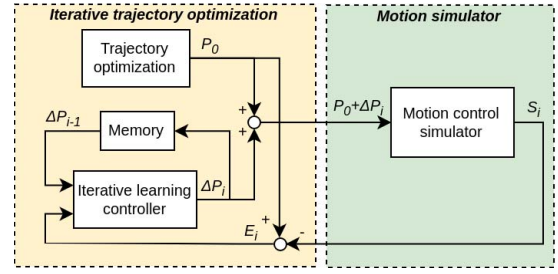 Iterative trajectory optimization
Motion simulator
Trajectory
optimization
P0
+
+
P0+ΔPi
Motion control
simulator
Si
ΔPi-1
Memory
Iterative learning
controller
ΔPi
+
-
Ei